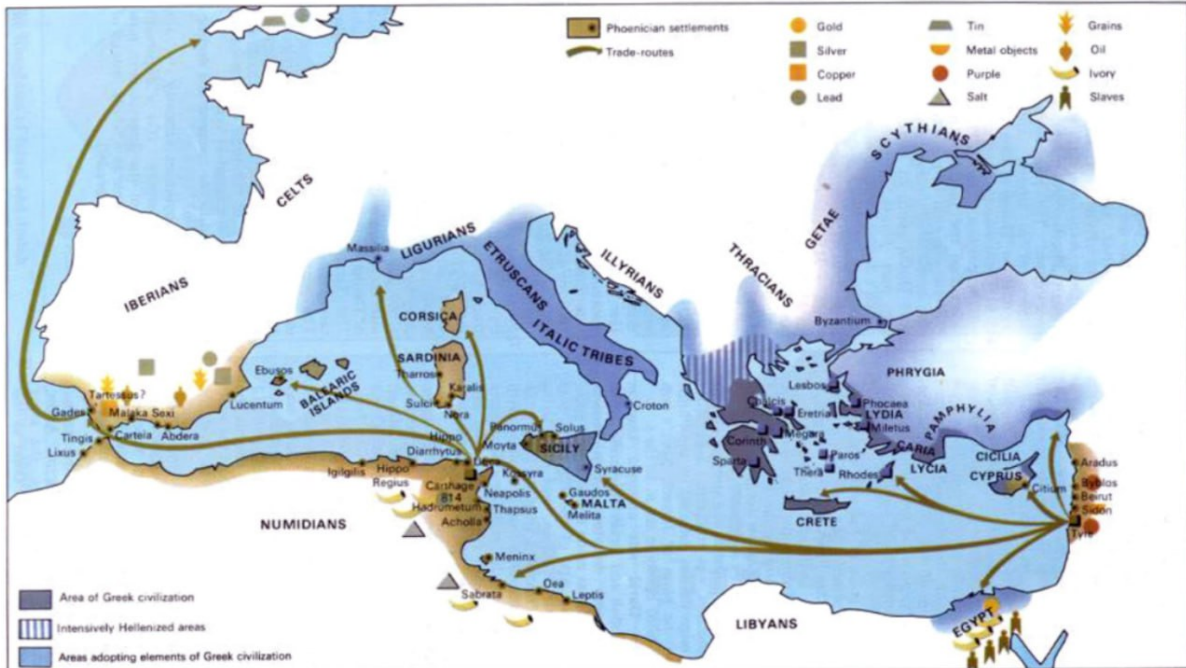 Phoenician settlements
Trade-routes
Gold
Silver
Copper
Lead
Tin
Metal objects
Purple
Salt
Grains
Oil
Ivory
Slaves
SCYTHIANS
CELTS
GETAE
Massilia
LIGURIANS
ETRUSCANS
ILLYRIANS
THRACIANS
IBERIANS
CORSICA
ITALIC TRIBES
Byzantium
SARDINIA
Tharros
PHRYGIA
Ebusos
BALEARIC
ISLANDS
Karalis
Lesbos
Tartessus?
Lucentum
Sulcis
Nora
Croton
Chalcis
Eretria
Phocaea
LYDIA
PAMPHYLIA
Gades
Malaka
Sexi
Carteia
Abdera
Panormus
Solus
Corinth
Megara
Miletus
Tingis
Lixus
Hippo
Diarrhytus
Moyta
SICILY
Sparta
Paros
CARIA
LYCIA
CICILIA
Aradus
Igilgilis
Hippo
Regius
Utica
Kossyra
Syracuse
Thera
Rhodes
CYPRUS
Citium
Byblos
Carthage
814
Neapolis
Gaudos
MALTA
Melita
Beirut
Sidon
Hadrumetum
Thapsus
CRETE
Tyre
NUMIDIANS
Acholla
Meninx
Sabrata
Oea
Leptis
LIBYANS
EGYPT
Area of Greek civilization
Intensively Hellenized areas
Areas adopting elements of Greek civilization